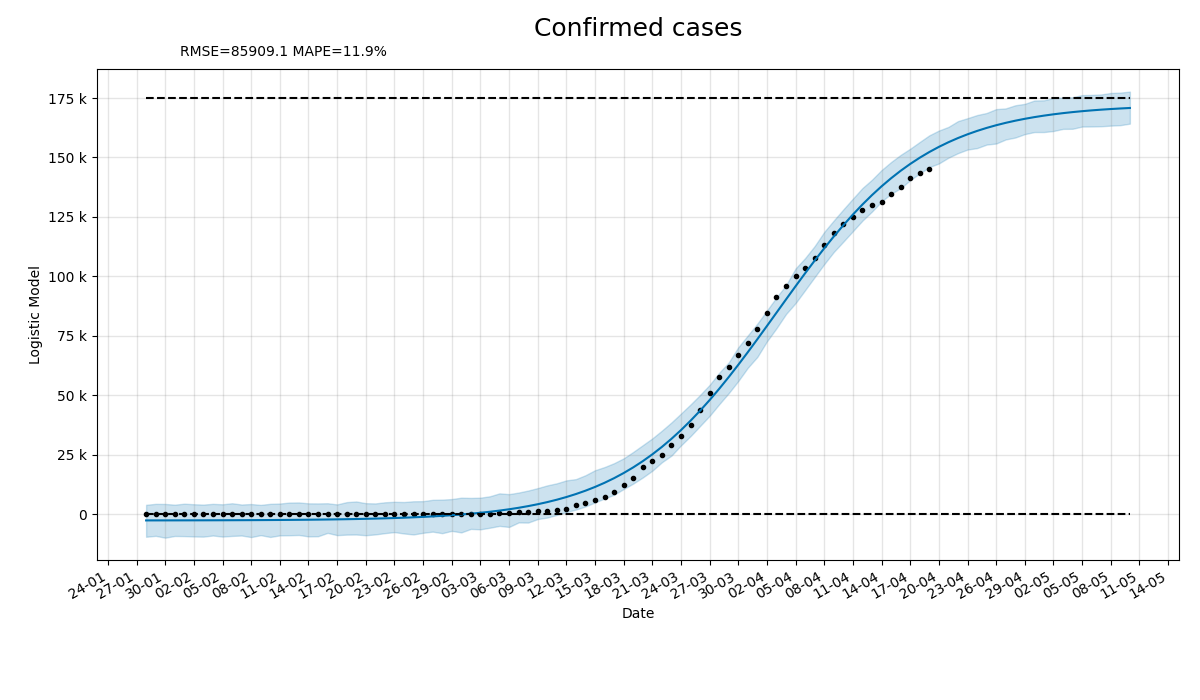 Confirmed cases
RMSE=85909.1 MAPE=11.9%
175 k
150 k
125 k
100 k
75 k
50 k
25 k
0
Logistic Model
24-01 27-01 30-01 02-02 05-02 08-02 11-02 14-02 17-02 20-02 23-02 26-02 29-02 03-03 06-03 09-03 12-03 15-03 18-03 21-03 24-03 27-03 30-03 02-04 05-04 08-04 11-04 14-04 17-04 20-04 23-04 26-04 29-04 02-05 05-05 08-05 11-05 14-05
Date